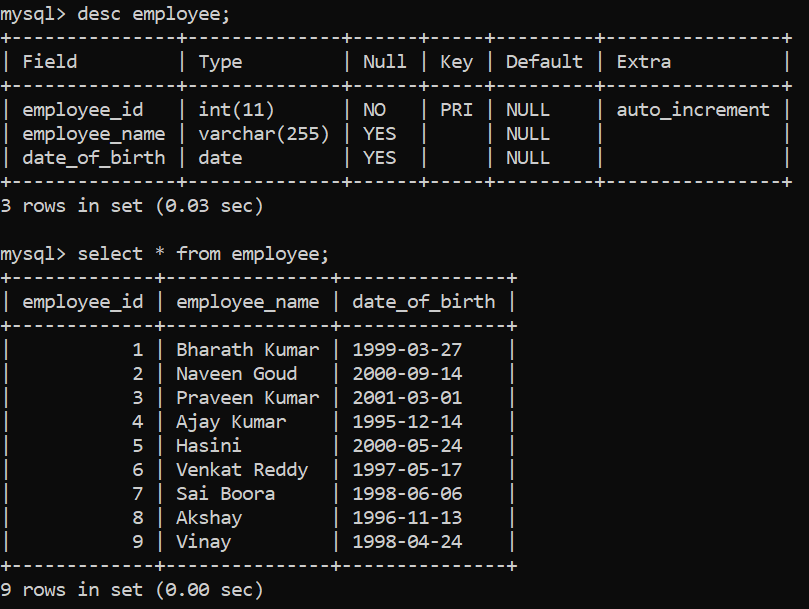 mysql> desc employee;
+---------------+--------------+------+-----+---------+----------------+
| Field         | Type         | Null | Key | Default | Extra          |
+---------------+--------------+------+-----+---------+----------------+
| employee_id   | int(11)      | NO   | PRI | NULL    | auto_increment |
| employee_name | varchar(255) | YES  |     | NULL    |                |
| date_of_birth | date         | YES  |     | NULL    |                |
+---------------+--------------+------+-----+---------+----------------+
3 rows in set (0.03 sec)

mysql> select * from employee;
+-------------+---------------+---------------+
| employee_id | employee_name | date_of_birth |
+-------------+---------------+---------------+
|           1 | Bharath Kumar | 1999-03-27    |
|           2 | Naveen Goud   | 2000-09-14    |
|           3 | Praveen Kumar | 2001-03-01    |
|           4 | Ajay Kumar    | 1995-12-14    |
|           5 | Hasini        | 2000-05-24    |
|           6 | Venkat Reddy  | 1997-05-17    |
|           7 | Sai Boora     | 1998-06-06    |
|           8 | Akshay        | 1996-11-13    |
|           9 | Vinay         | 1998-04-24    |
+-------------+---------------+---------------+
9 rows in set (0.00 sec)